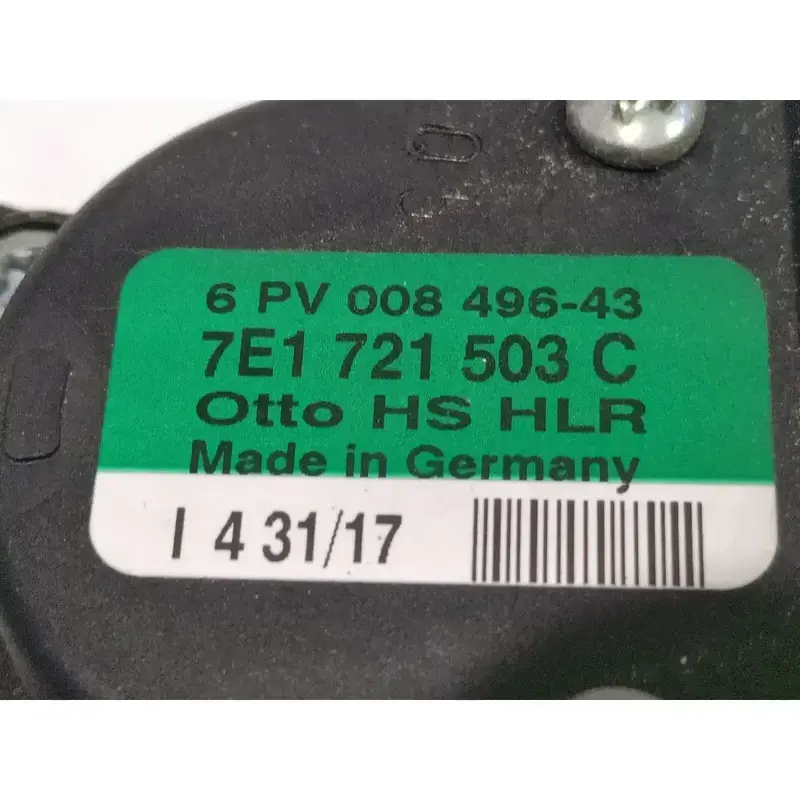 6 PV 008 496-43
7E1 721 503 C
Otto HS HLR
Made in Germany
I 4 31/17